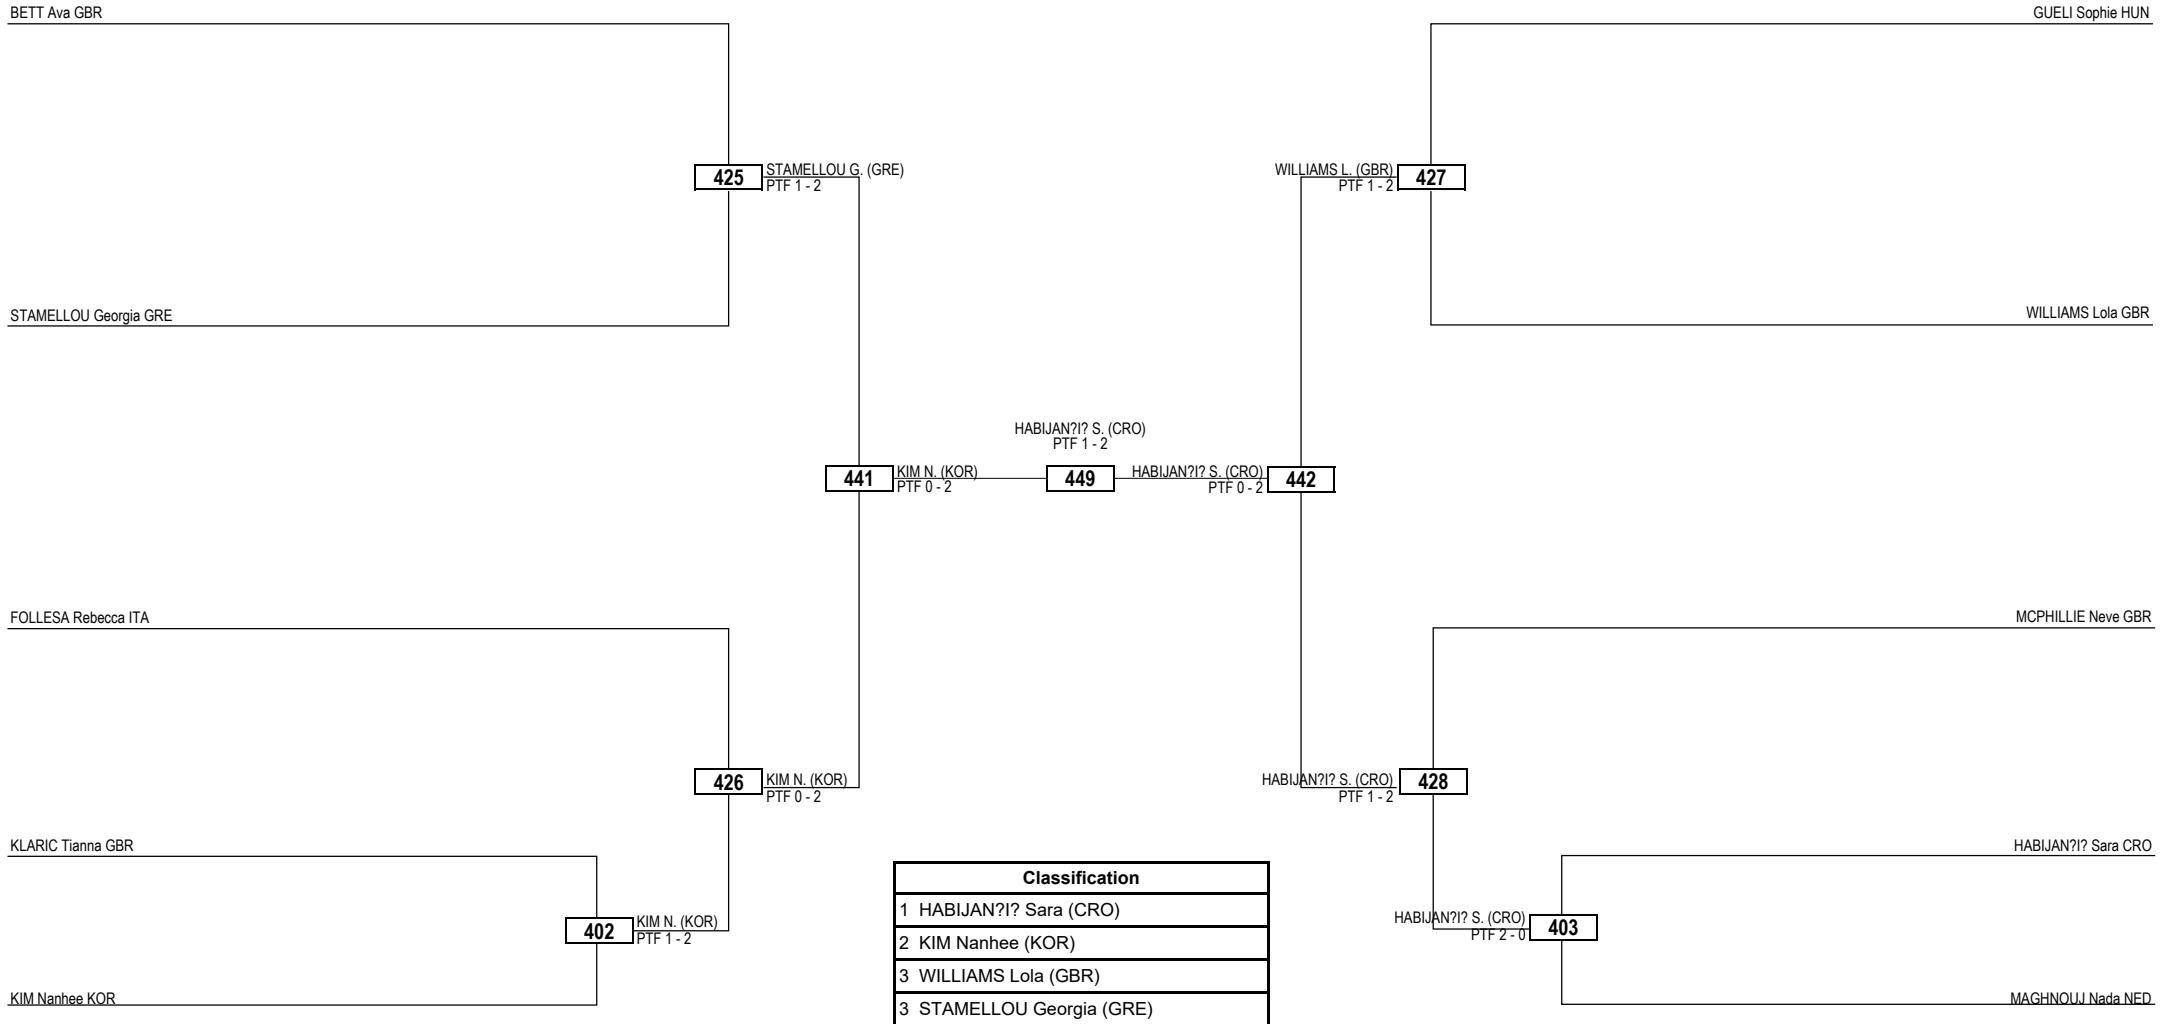 BETT Ava GBR
GUELI Sophie HUN
425
STAMELLOU G. (GRE)
PTF 1 - 2
WILLIAMS L. (GBR)
PTF 1 - 2
427
STAMELLOU Georgia GRE
WILLIAMS Lola GBR
HABIJAN?I? S. (CRO)
PTF 1 - 2
441
KIM N. (KOR)
PTF 0 - 2
449
HABIJAN?I? S. (CRO)
PTF 0 - 2
442
FOLLESA Rebecca ITA
MCPHILLIE Neve GBR
426
KIM N. (KOR)
PTF 0 - 2
HABIJAN?I? S. (CRO)
PTF 1 - 2
428
KLARIC Tianna GBR
HABIJAN?I? Sara CRO
402
KIM N. (KOR)
PTF 1 - 2
HABIJAN?I? S. (CRO)
PTF 2 - 0
403
KIM Nanhee KOR
MAGHNOUJ Nada NED
Classification
1 HABIJAN?I? Sara (CRO)
2 KIM Nanhee (KOR)
3 WILLIAMS Lola (GBR)
3 STAMELLOU Georgia (GRE)